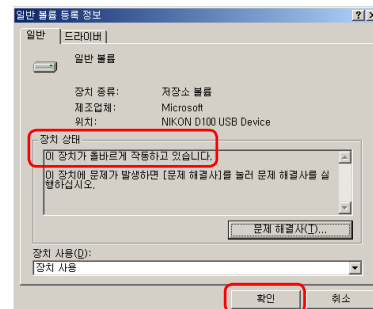 일반 볼륨 등록 정보
일반 드라이버
일반 볼륨
장치 종류: 저장소 볼륨
제조업체: Microsoft
위치: NIKON D100 USB Device
장치 상태
이 장치가 올바르게 작동하고 있습니다.
이 장치에 문제가 발생하면 [문제 해결사]를 눌러 문제 해결사를 실
행하십시오.
문제 해결사(T)...
장치 사용(D):
장치 사용
확인 취소